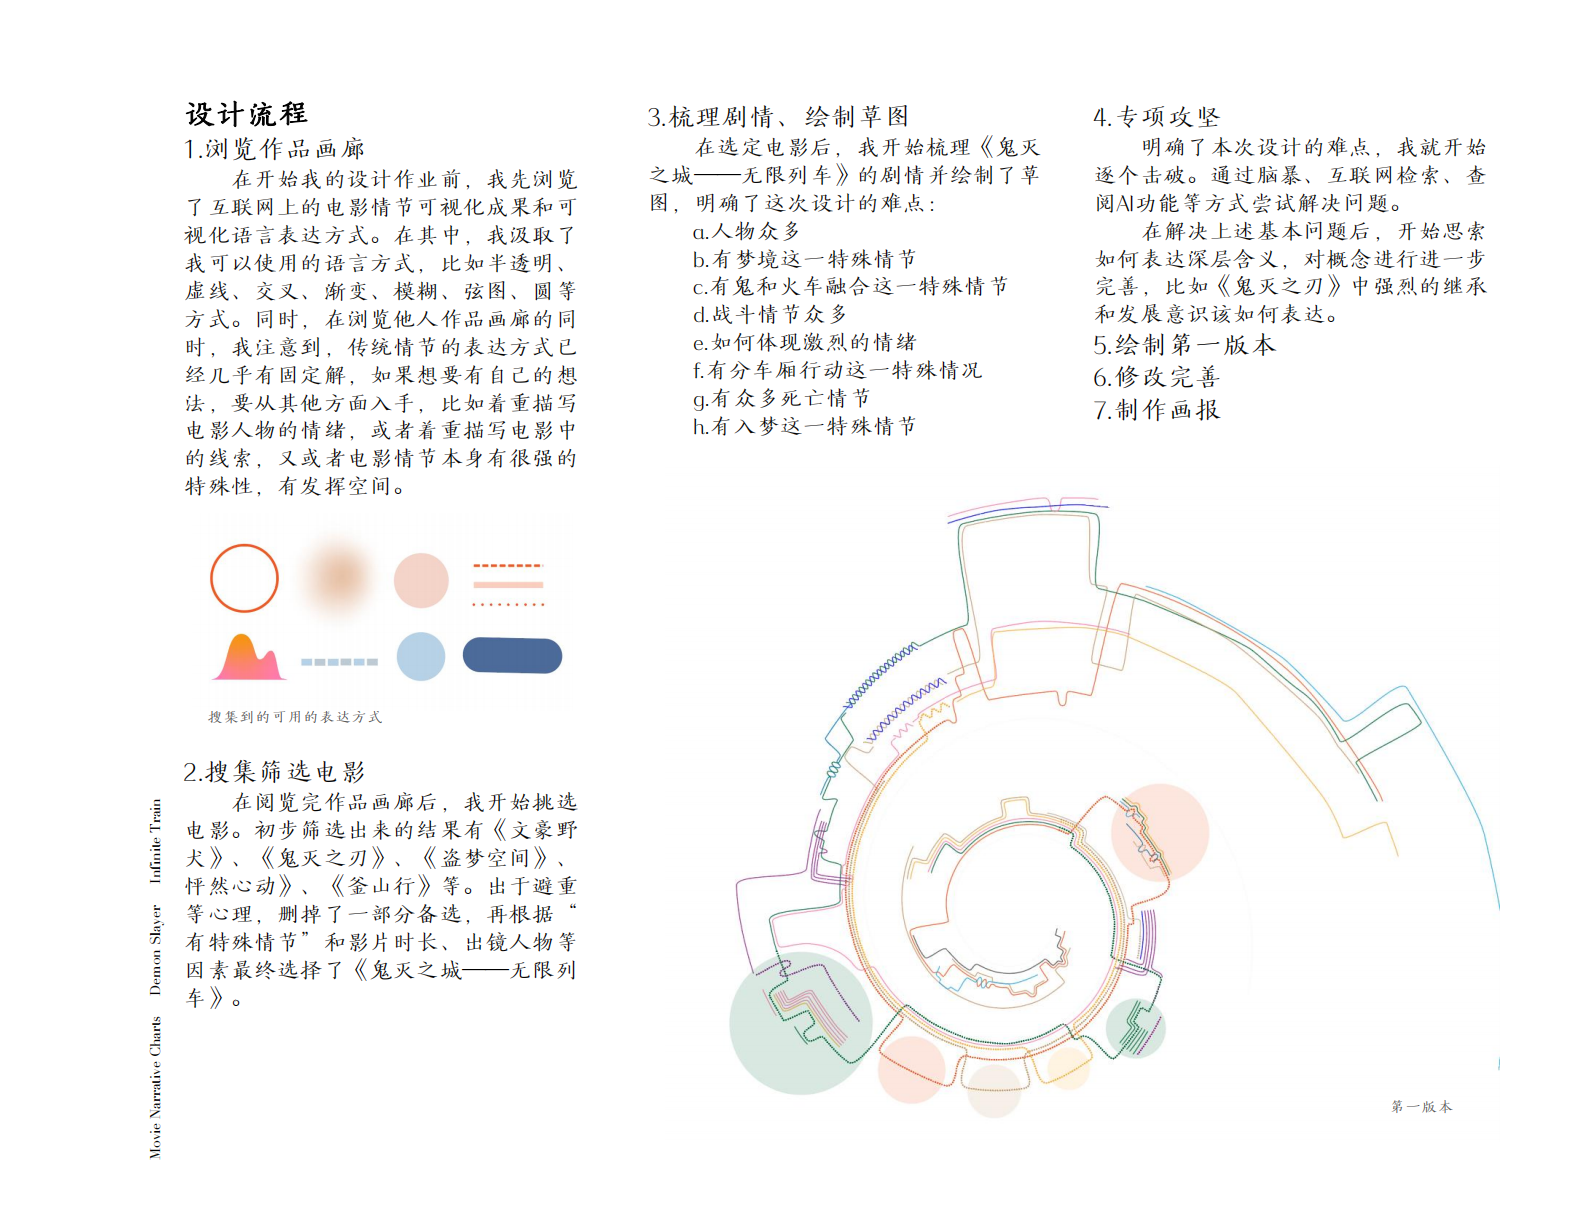 设计流程
1.浏览作品画廊
在开始我的设计作业前，我先浏览
了互联网上的电影情节可视化成果和可
视化语言表达方式。在其中，我汲取了
我可以使用的语言方式，比如半透明、
虚线、交叉、渐变、模糊、弦图、圆等
方式。同时，在浏览他人作品画廊的同
时，我注意到，传统情节的表达方式已
经几乎有固定解，如果想要有自己的想
法，要从其他方面入手，比如着重描写
电影人物的情绪，或者着重描写电影中
的线索，又或者电影情节本身有很强的
特殊性，有发挥空间。
搜集到的可用的表达方式
2.搜集筛选电影
在阅览完作品画廊后，我开始挑选
电影。初步筛选出来的结果有《文豪野
犬》、《鬼灭之刃》、《盗梦空间》、
怦然心动》、《釜山行》等。出于避重
等心理，删掉了一部分备选，再根据“
有特殊情节”和影片时长、出镜人物等
因素最终选择了《鬼灭之城——无限列
车》。
3.梳理剧情、绘制草图
在选定电影后，我开始梳理《鬼灭
之城——无限列车》的剧情并绘制了草
图，明确了这次设计的难点：
a.人物众多
b.有梦境这一特殊情节
c.有鬼和火车融合这一特殊情节
d.战斗情节众多
e.如何体现激烈的情绪
f.有分车厢行动这一特殊情况
g.有众多死亡情节
h.有入梦这一特殊情节
4.专项攻坚
明确了本次设计的难点，我就开始
逐个击破。通过脑暴、互联网检索、查
阅AI功能等方式尝试解决问题。
在解决上述基本问题后，开始思索
如何表达深层含义，对概念进行进一步
完善，比如《鬼灭之刃》中强烈的继承
和发展意识该如何表达。
5.绘制第一版本
6.修改完善
7.制作画报
第一版本
Movie Narrative Charts Demon Slayer Infinite Train